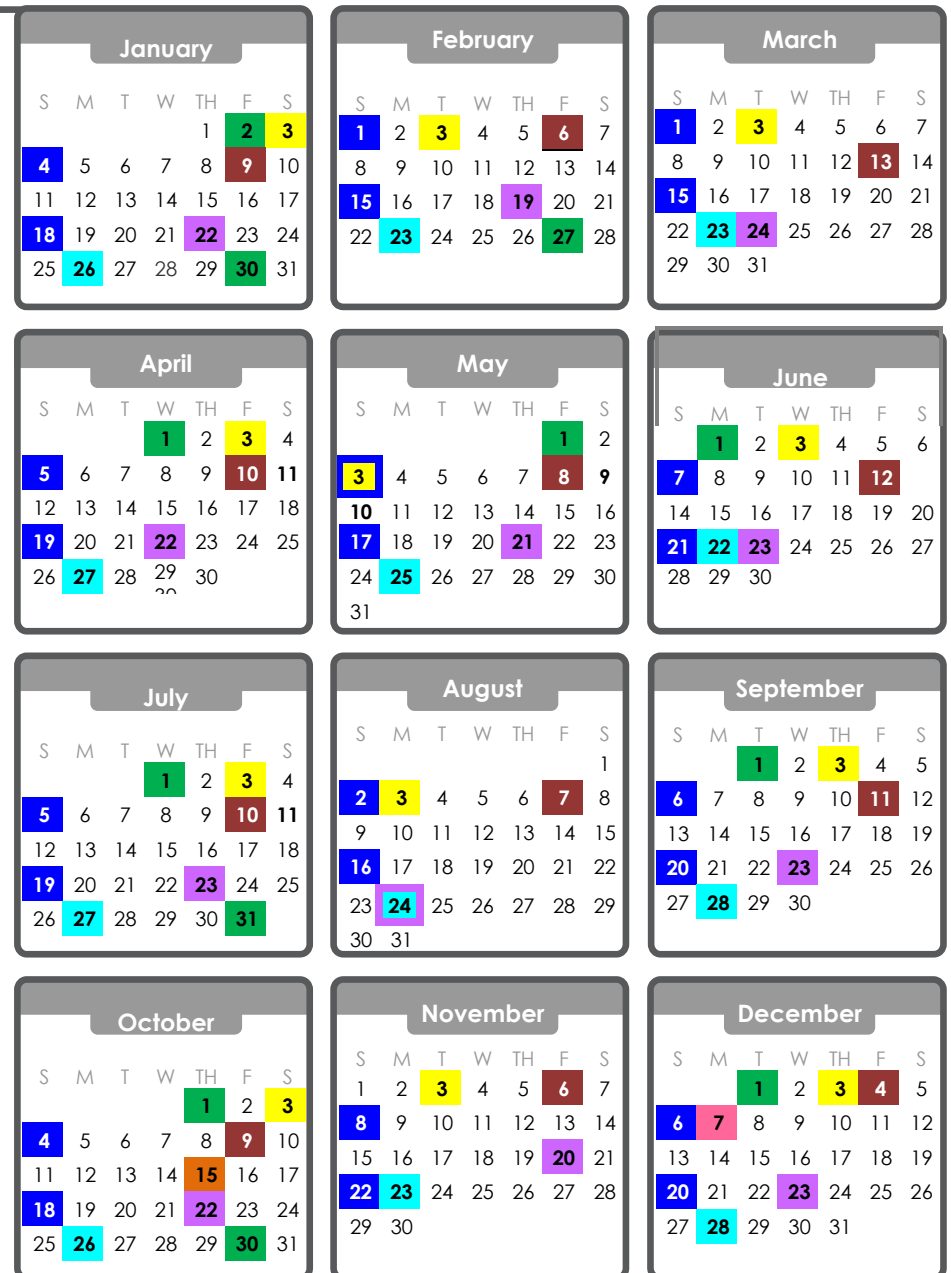 January
S M T W TH F S
1 2 3
4 5 6 7 8 9 10
11 12 13 14 15 16 17
18 19 20 21 22 23 24
25 26 27 28 29 30 31
February
S M T W TH F S
1 2 3 4 5 6 7
8 9 10 11 12 13 14
15 16 17 18 19 20 21
22 23 24 25 26 27 28
March
S M T W TH F S
1 2 3 4 5 6 7
8 9 10 11 12 13 14
15 16 17 18 19 20 21
22 23 24 25 26 27 28
29 30 31
April
S M T W TH F S
1 2 3 4
5 6 7 8 9 10 11
12 13 14 15 16 17 18
19 20 21 22 23 24 25
26 27 28 29 30
May
S M T W TH F S
1 2
3 4 5 6 7 8 9
10 11 12 13 14 15 16
17 18 19 20 21 22 23
24 25 26 27 28 29 30
31
June
S M T W TH F S
1 2 3 4 5 6
7 8 9 10 11 12
14 15 16 17 18 19 20
21 22 23 24 25 26 27
28 29 30
July
S M T W TH F S
1 2 3 4
5 6 7 8 9 10 11
12 13 14 15 16 17 18
19 20 21 22 23 24 25
26 27 28 29 30 31
August
S M T W TH F S
1
2 3 4 5 6 7 8
9 10 11 12 13 14 15
16 17 18 19 20 21 22
23 24 25 26 27 28 29
30 31
September
S M T W TH F S
1 2 3 4 5
6 7 8 9 10 11 12
13 14 15 16 17 18 19
20 21 22 23 24 25 26
27 28 29 30
October
S M T W TH F S
1 2 3
4 5 6 7 8 9 10
11 12 13 14 15 16 17
18 19 20 21 22 23 24
25 26 27 28 29 30 31
November
S M T W TH F S
1 2 3 4 5 6 7
8 9 10 11 12 13 14
15 16 17 18 19 20 21
22 23 24 25 26 27 28
29 30
December
S M T W TH F S
1 2 3 4 5
6 7 8 9 10 11 12
13 14 15 16 17 18 19
20 21 22 23 24 25 26
27 28 29 30 31